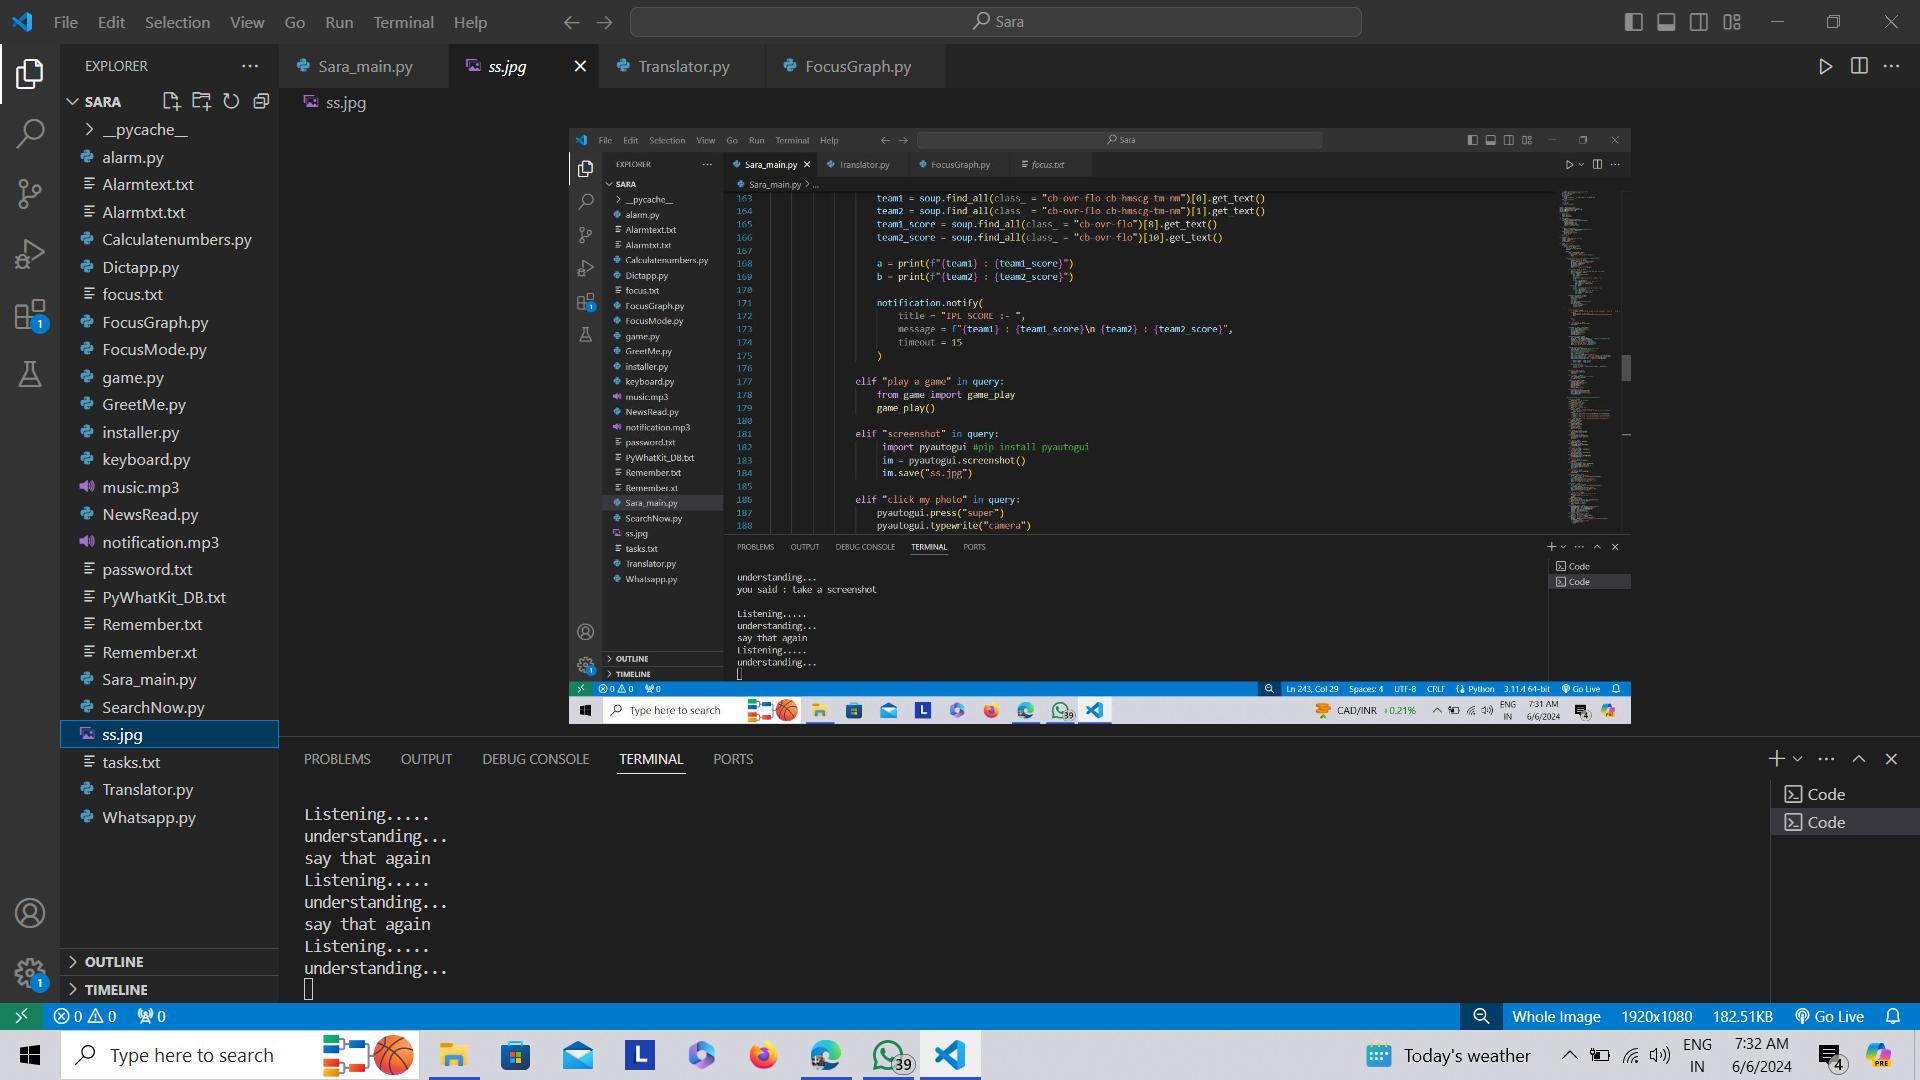 File Edit Selection View Go Run Terminal Help
Sara
EXPLORER
Sara_main.py
ss.jpg
Translator.py
FocusGraph.py
SARA
ss.jpg
__pycache__
alarm.py
Alarmtext.txt
Alarmtxt.txt
Calculatenumbers.py
Dictapp.py
focus.txt
FocusGraph.py
FocusMode.py
game.py
GreetMe.py
installer.py
keyboard.py
music.mp3
NewsRead.py
notification.mp3
password.txt
PyWhatKit_DB.txt
Remember.txt
Remember.xt
Sara_main.py
SearchNow.py
ss.jpg
tasks.txt
Translator.py
Whatsapp.py
OUTLINE
TIMELINE
1
1
File Edit Selection View Go Run Terminal Help
Sara
EXPLORER
Sara_main.py
Translator.py
FocusGraph.py
focus.txt
SARA
Sara_main.py > ...
__pycache__
alarm.py
Alarmtext.txt
Alarmtxt.txt
Calculatenumbers.py
Dictapp.py
focus.txt
FocusGraph.py
FocusMode.py
game.py
GreetMe.py
installer.py
keyboard.py
music.mp3
NewsRead.py
notification.mp3
password.txt
PyWhatKit_DB.txt
Remember.txt
Remember.xt
Sara_main.py
SearchNow.py
ss.jpg
tasks.txt
Translator.py
Whatsapp.py
OUTLINE
TIMELINE
163 team1 = soup.find_all(class_ = "cb-ovr-flo cb-hmscg-tm-nm")[0].get_text()
164 team2 = soup.find_all(class_ = "cb-ovr-flo cb-hmscg-tm-nm")[1].get_text()
165 team1_score = soup.find_all(class_ = "cb-ovr-flo")[8].get_text()
166 team2_score = soup.find_all(class_ = "cb-ovr-flo")[10].get_text()
167
168 a = print(f"{team1} : {team1_score}")
169 b = print(f"{team2} : {team2_score}")
170
171 notification.notify(
172 title = "IPL SCORE :- ",
173 message = f"{team1} : {team1_score}\n {team2} : {team2_score}",
174 timeout = 15
175 )
176
177 elif "play a game" in query:
178 from game import game_play
179 game_play()
180
181 elif "screenshot" in query:
182 import pyautogui #pip install pyautogui
183 im = pyautogui.screenshot()
184 im.save("ss.jpg")
185
186 elif "click my photo" in query:
187 pyautogui.press("super")
188 pyautogui.typewrite("camera")
PROBLEMS OUTPUT DEBUG CONSOLE TERMINAL PORTS
understanding...
you said : take a screenshot
Listening.....
understanding...
say that again
Listening.....
understanding...
Code
Code
0 0 0
Ln 243, Col 29 Spaces: 4 UTF-8 CRLF Python 3.11.4 64-bit Go Live
Type here to search
39
CAD/INR +0.21%
ENG IN
7:31 AM
6/6/2024
4
PRE
PROBLEMS OUTPUT DEBUG CONSOLE TERMINAL PORTS
Listening.....
understanding...
say that again
Listening.....
understanding...
say that again
Listening.....
understanding...
Code
Code
0 0 0
Whole Image 1920x1080 182.51KB Go Live
Type here to search
L
39
Today's weather
ENG
IN
7:32 AM
6/6/2024
4
PRE